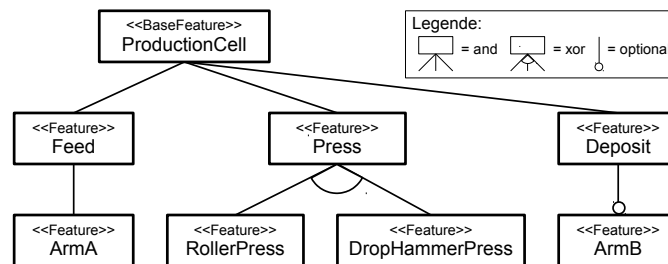 <<BaseFeature>>
ProductionCell
Legende:
= and
= xor
= optional
<<Feature>>
Feed
<<Feature>>
Press
<<Feature>>
Deposit
<<Feature>>
ArmA
<<Feature>>
RollerPress
<<Feature>>
DropHammerPress
<<Feature>>
ArmB